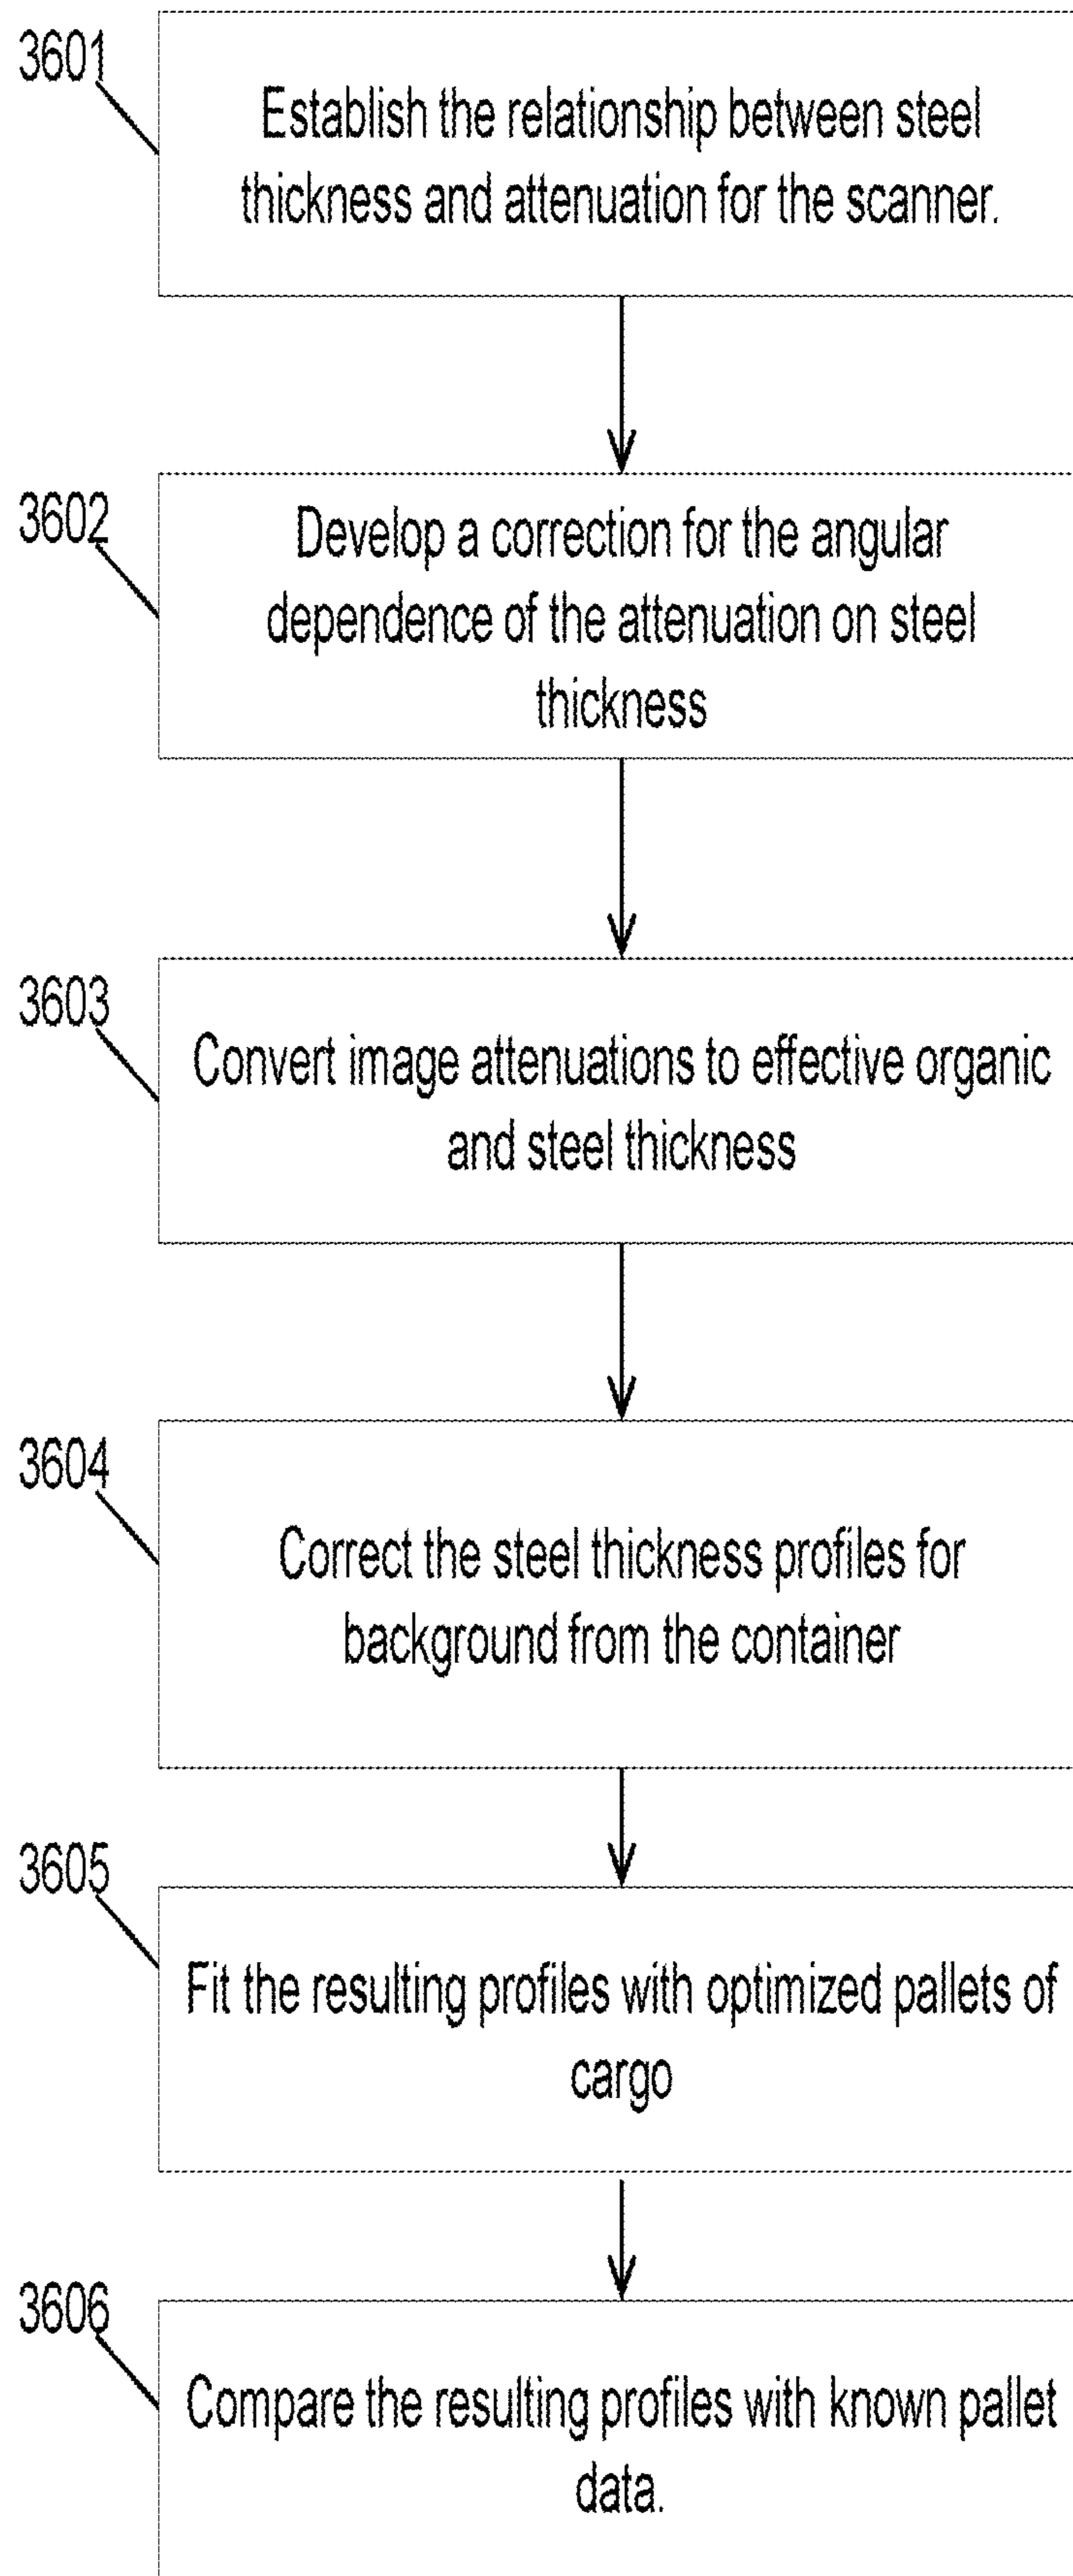 3601
Establish the relationship between steel
thickness and attenuation for the scanner.
3602
Develop a correction for the angular
dependence of the attenuation on steel
thickness
3603
Convert image attenuations to effective organic
and steel thickness
3604
Correct the steel thickness profiles for
background from the container
3605
Fit the resulting profiles with optimized pallets of
cargo
3606
Compare the resulting profiles with known pallet
data.